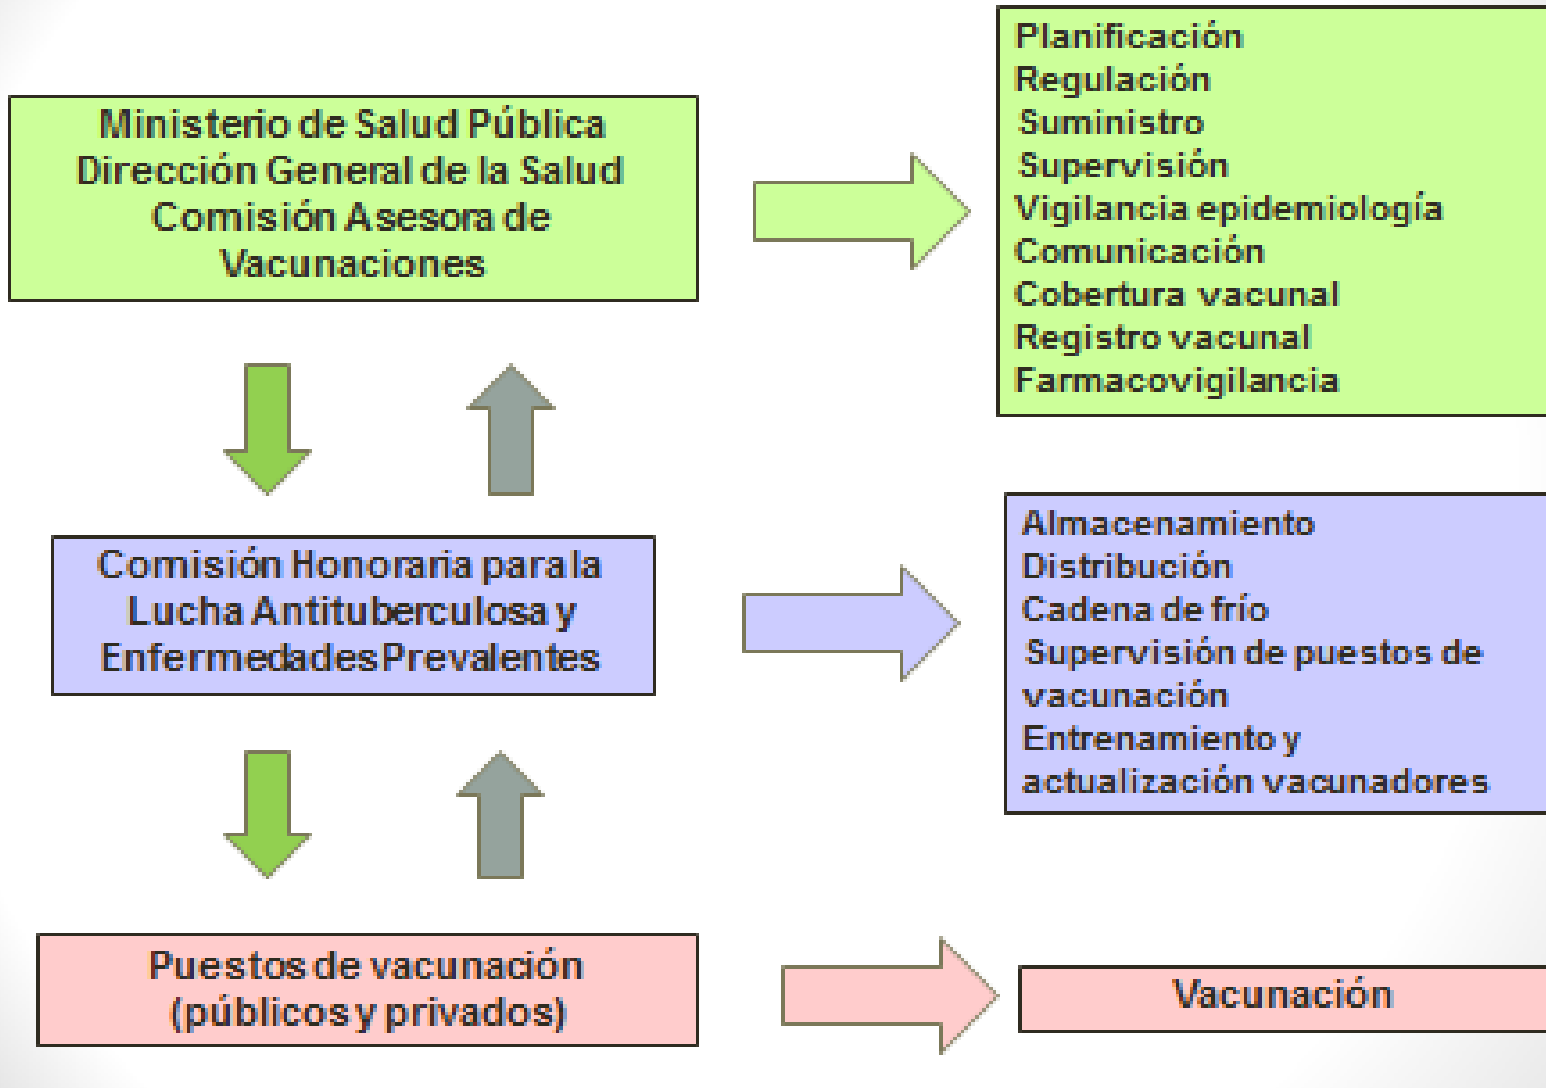 Ministerio de Salud Pública
Dirección General de la Salud
Comisión Asesora de
Vacunaciones
Planificación
Regulación
Suministro
Supervisión
Vigilancia epidemiología
Comunicación
Cobertura vacunal
Registro vacunal
Farmacovigilancia
Comisión Honoraria para la
Lucha Antituberculosa y
Enfermedades Prevalentes
Almacenamiento
Distribución
Cadena de frío
Supervisión de puestos de
vacunación
Entrenamiento y
actualización vacunadores
Puestos de vacunación
(públicos y privados)
Vacunación